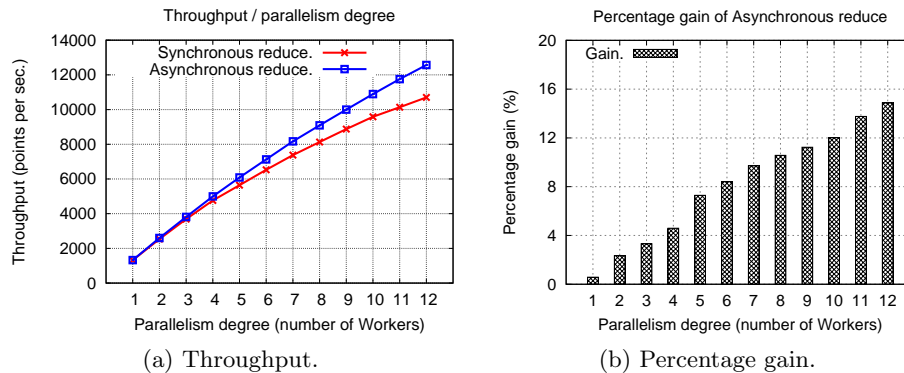 Throughput / parallelism degree
Throughput (points per sec.)
14000
12000
10000
8000
6000
4000
2000
0
Synchronous reduce.
Asynchronous reduce.
1 2 3 4 5 6 7 8 9 10 11 12
Parallelism degree (number of Workers)
(a) Throughput.
Percentage gain of Asynchronous reduce
Percentage gain (%)
20
16
12
8
4
0
Gain.
1 2 3 4 5 6 7 8 9 10 11 12
Parallelism degree (number of Workers)
(b) Percentage gain.